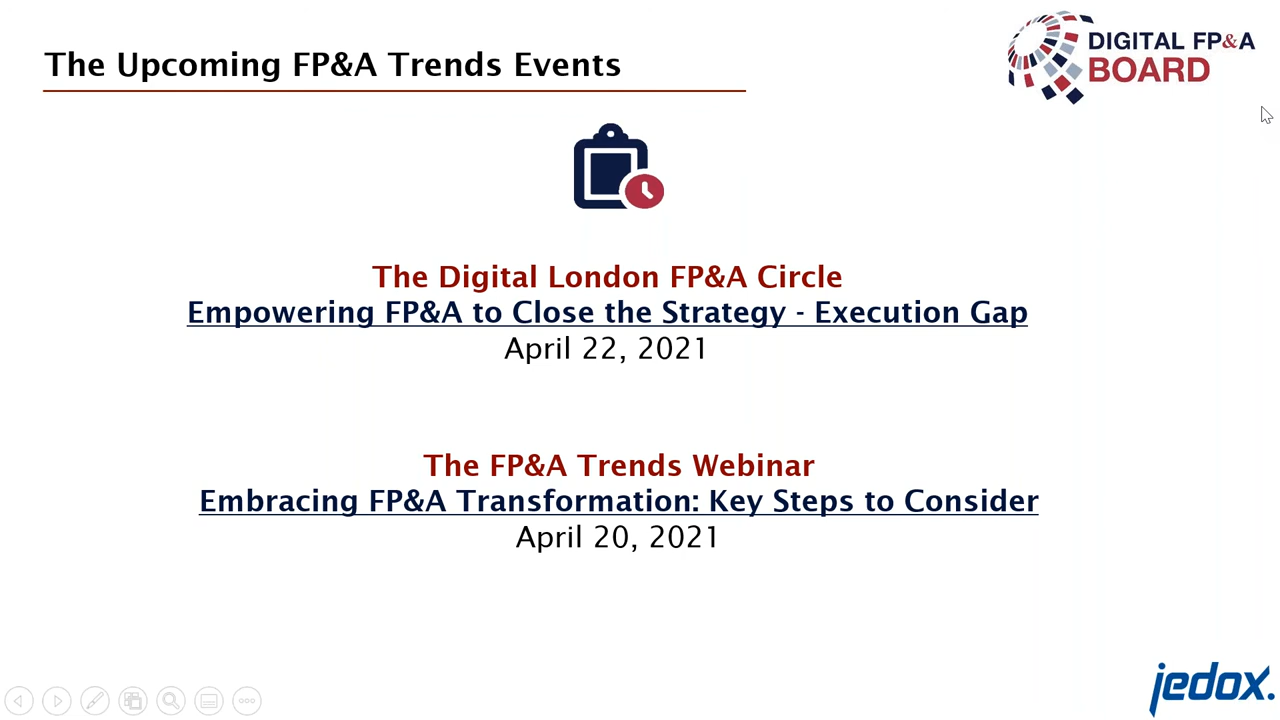 The Upcoming FP&A Trends Events
DIGITAL FP&A
BOARD
The Digital London FP&A Circle
Empowering FP&A to Close the Strategy - Execution Gap
April 22, 2021
The FP&A Trends Webinar
Embracing FP&A Transformation: Key Steps to Consider
April 20, 2021
jedox.